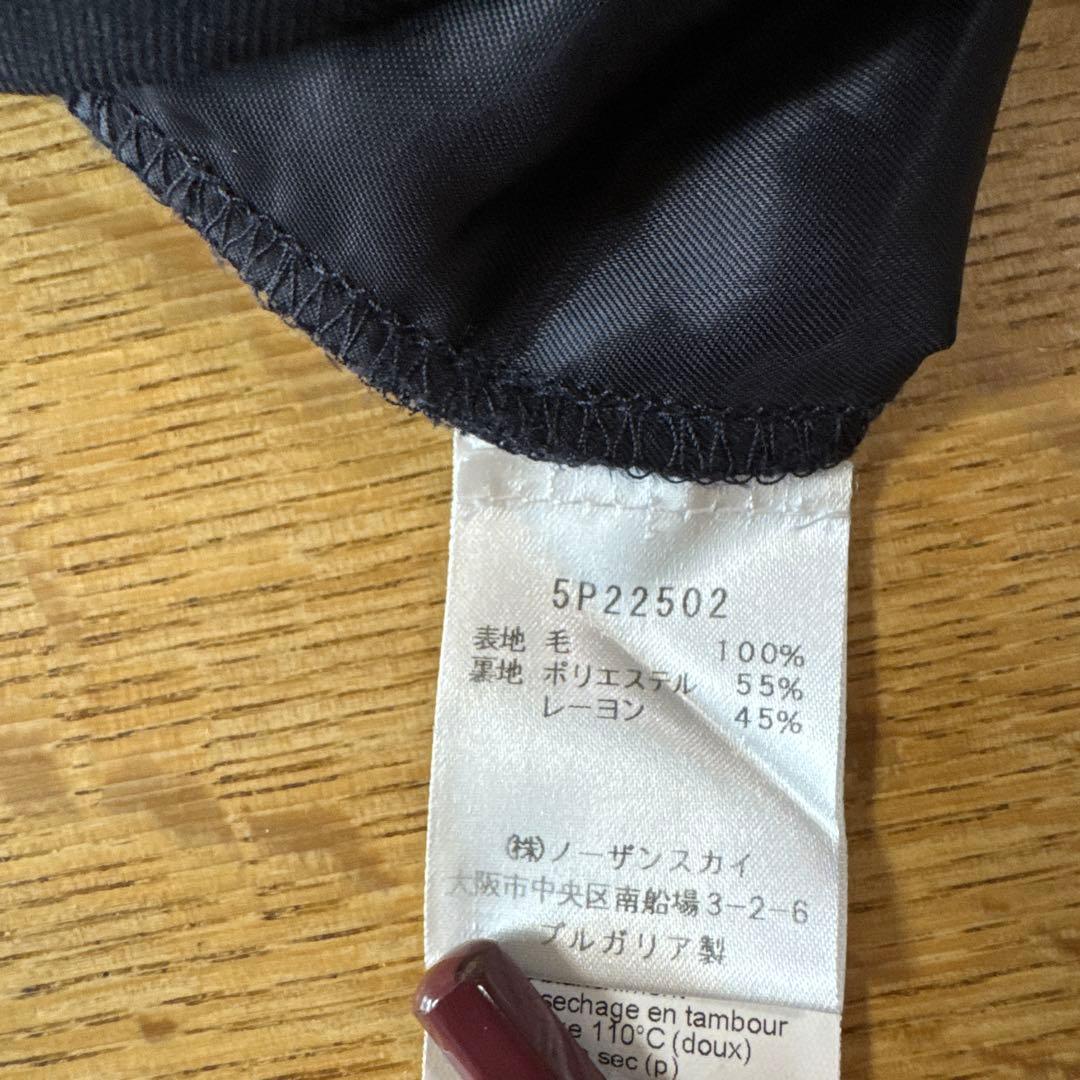 5P22502
表地 毛 100%
裏地 ポリエステル 55%
レーヨン 45%
㈱ノーザンスカイ
大阪市中央区南船場3-2-6
ブルガリア製
sechage en tambour
110°C (doux)
sec (p)